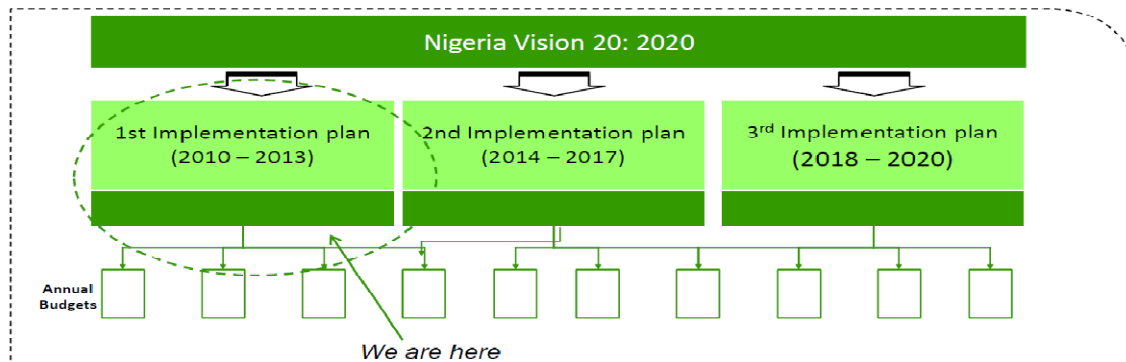 Nigeria Vision 20: 2020
1st Implementation plan
(2010 – 2013)
2nd Implementation plan
(2014 – 2017)
3rd Implementation plan
(2018 – 2020)
Annual
Budgets
We are here